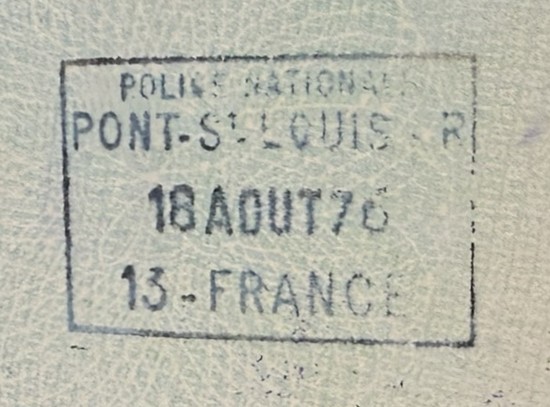 POLICE NATIONALE
PONT-St-LOUIS - R
18 AOUT 76
13-FRANCE